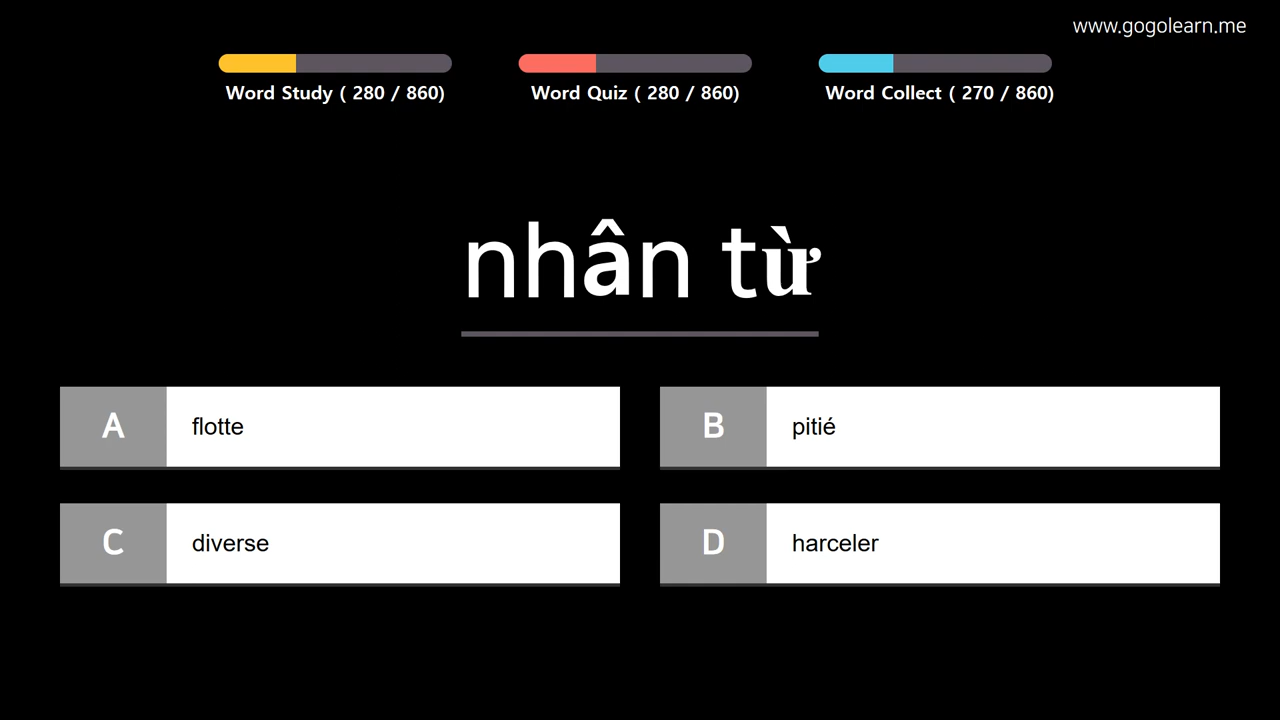 www.gogolearn.me
Word Study ( 280 / 860)
Word Quiz ( 280 / 860)
Word Collect ( 270 / 860)
nhân từ
A flotte
B pitié
C diverse
D harceler